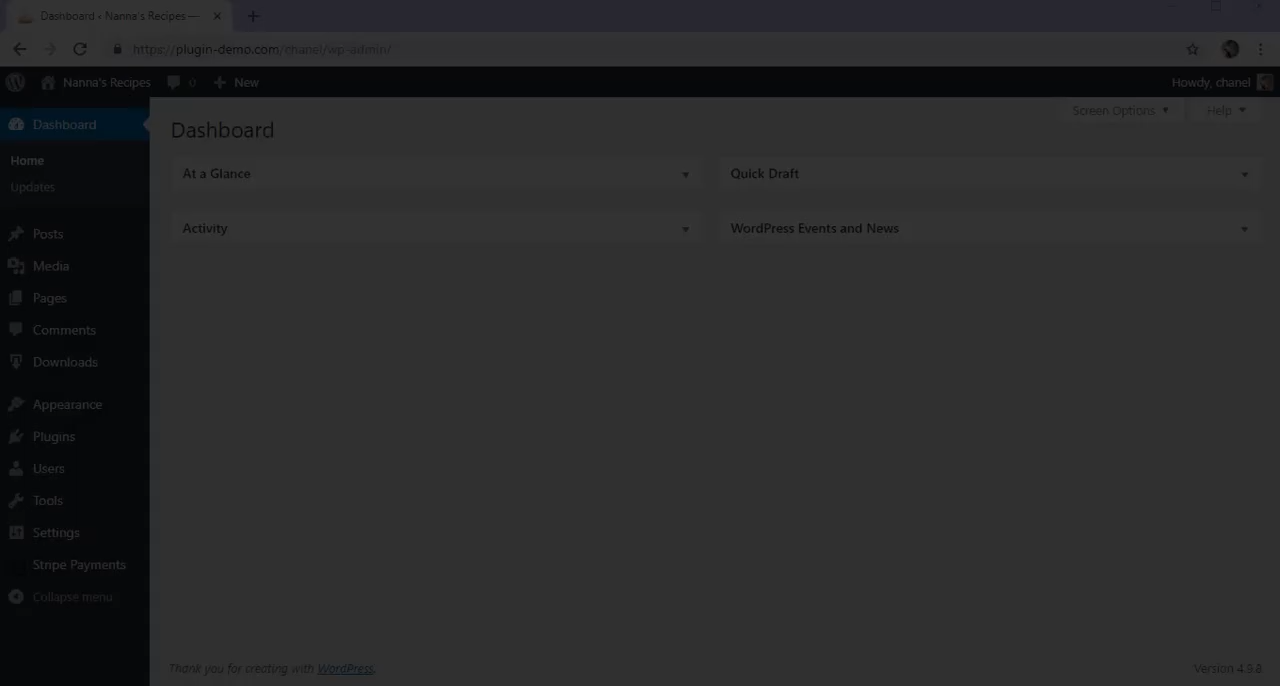 Dashboard ‹ Nanna's Recipes —
https://plugin-demo.com/chanel/wp-admin/
Nanna's Recipes 0 New Howdy, chanel
Screen Options Help
Dashboard
Dashboard
Home
Updates
Posts
Media
Pages
Comments
Downloads
Appearance
Plugins
Users
Tools
Settings
Stripe Payments
Collapse menu
At a Glance
Quick Draft
Activity
WordPress Events and News
Thank you for creating with WordPress.
Version 4.9.8